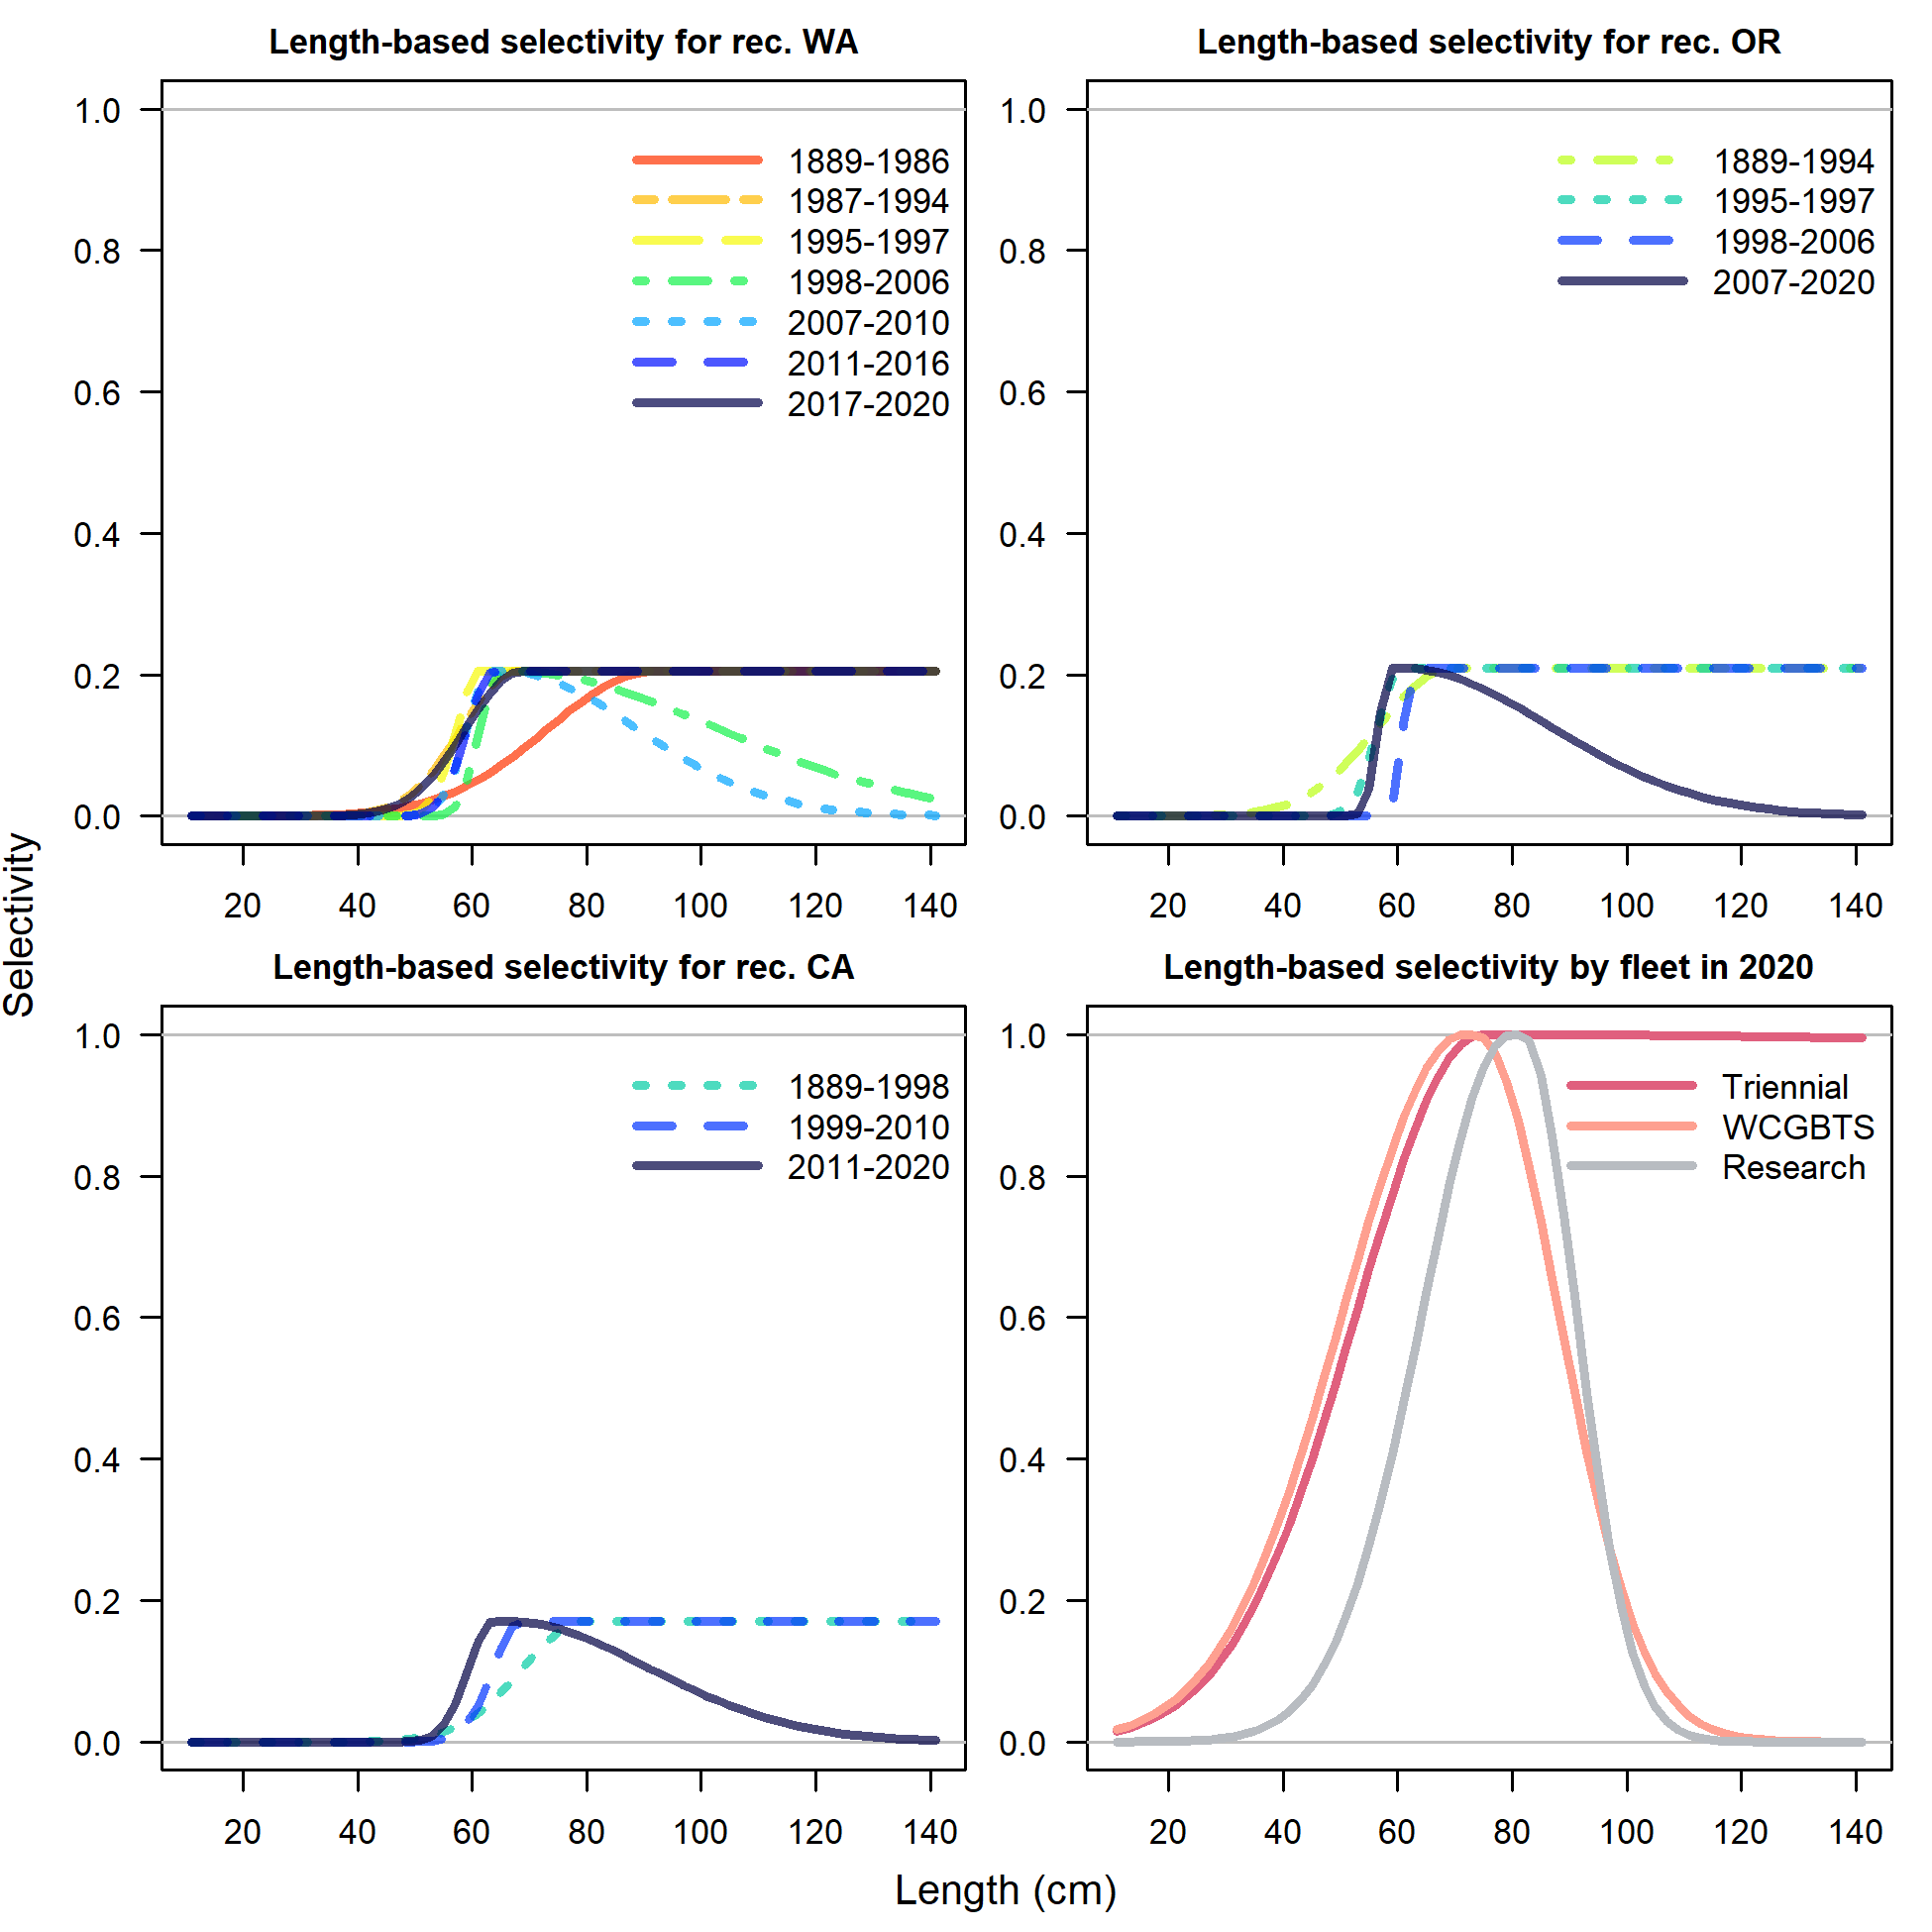 Length-based selectivity for rec. WA
1.0
0.8
0.6
0.4
0.2
0.0
20 40 60 80 100 120 140
1889-1986
1987-1994
1995-1997
1998-2006
2007-2010
2011-2016
2017-2020
Length-based selectivity for rec. OR
1.0
0.8
0.6
0.4
0.2
0.0
20 40 60 80 100 120 140
1889-1994
1995-1997
1998-2006
2007-2020
Length-based selectivity for rec. CA
1.0
0.8
0.6
0.4
0.2
0.0
20 40 60 80 100 120 140
1889-1998
1999-2010
2011-2020
Length-based selectivity by fleet in 2020
1.0
0.8
0.6
0.4
0.2
0.0
20 40 60 80 100 120 140
Triennial
WCGBTS
Research
Selectivity
Length (cm)